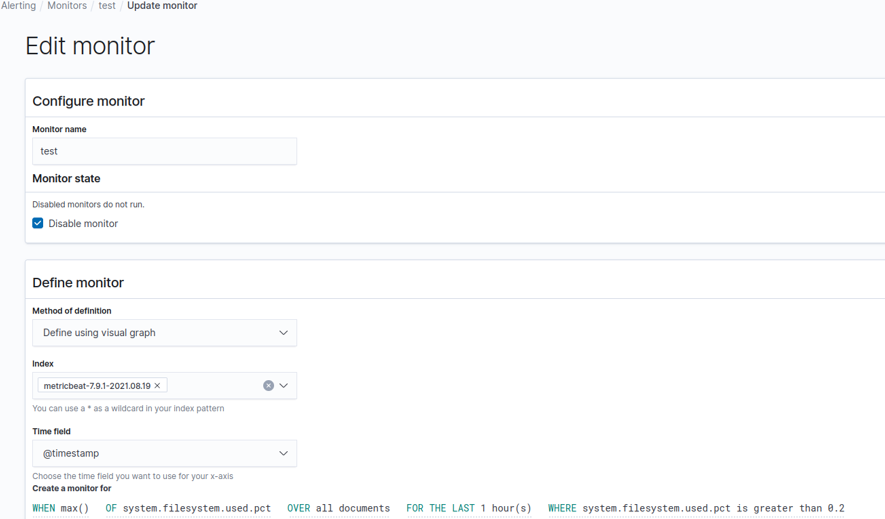 Alerting / Monitors / test / Update monitor
Edit monitor
Configure monitor
Monitor name
test
Monitor state
Disabled monitors do not run.
Disable monitor
Define monitor
Method of definition
Define using visual graph
Index
metricbeat-7.9.1-2021.08.19
You can use a * as a wildcard in your index pattern
Time field
@timestamp
Choose the time field you want to use for your x-axis
Create a monitor for
WHEN max() OF system.filesystem.used.pct OVER all documents FOR THE LAST 1 hour(s) WHERE system.filesystem.used.pct is greater than 0.2